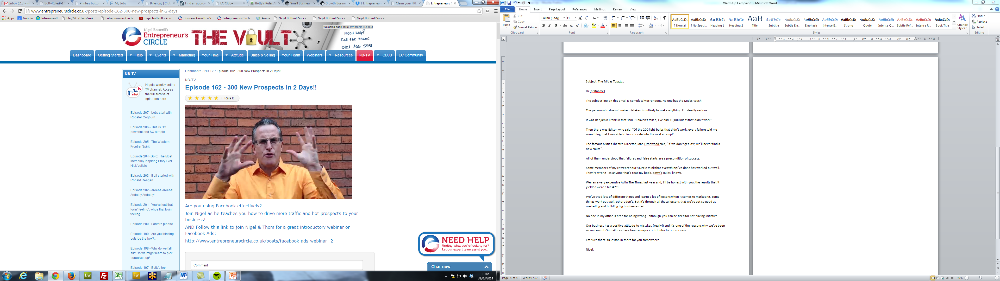 Inbox (513) - m
BottyRules9-1[5
Printers button
My Jobs
Billericay | Club
Find an approv
EC Club+
Botty's Rules A
Small Business
Growth Busine
1 Entrepreneur
Claim your FRE
Entrepreneurs C
www.entrepreneurscircle.co.uk/posts/episode-162-300-new-prospects-in-2-days
Apps
Google
Infusionsoft
file:///C:/Users/mik...
Entrepreneurs Circle...
nigel botterill - You...
Business Growth – S...
Entrepreneurs Circle...
Asana
Nigel Botterill Succe...
Nigel Botterill Succe...
Nigel Botterill Succe...
Nigel Botterill's
Entrepreneur's
CIRCLE
THE VAULT
Welcome back, mike! My profile | Logout
Need help?
Call the team:
0121 765 5551
Dashboard
Getting Started
Help
Events
Marketing
Your Time
Attitude
Sales & Selling
Your Team
Webinars
Resources
NB-TV
CLUB
EC Community
NB-TV
nb tv
Nigels' weekly online
TV channel. Access
the full archive of
episodes here
Episode 207 - Let's start with
Rooster Cogburn
Episode 206 - This is SO
powerful and SO simple
Episode 205 - The Western
Frontier Spirit
Episode 204 (Gold) The Most
Incredibly Inspiring Story Ever -
Nick Vujicic
Episode 203 - It all started with
Ronald Reagan
Episode 202 - Areeba Areeba!
Andalay Andalay!
Episode 201 - You've lost that
lovin' feeling', whoa that lovin'
feeling...
Episode 200 - Fanfare please
Episode 199 - Are you thinking
outside the box?...
Episode 198 - Why do we fall
sir? So we might learn to pick
ourselves up!
Episode 197 - Botty's top
Dashboard / NB-TV / Episode 162 - 300 New Prospects in 2 Days!!
NB-TV
Episode 162 - 300 New Prospects in 2 Days!!
Rate It!
Are you using Facebook effectively?
Join Nigel as he teaches you how to drive more traffic and hot prospects to your
business!
AND Follow this link to join Nigel & Thom for a great introductory webinar on
Facebook Ads:
http://www.entrepreneurscircle.co.uk/posts/facebook-ads-webinar--2
Comment
NEED HELP
Finding what you're looking for?
Let our expert team assist you...
Chat now
13:46
31/03/2014
Warm Up Campaign - Microsoft Word
File
Home
Insert
Page Layout
References
Mailings
Review
View
Paste
Cut
Copy
Format Painter
Clipboard
Calibri (Body)
11
Font
Paragraph
AaBbCcDc
¶ Normal
AaBbCcDc
¶ No Spaci...
AaBbC
Heading 1
AaBbCc
Heading 2
AaB
Title
AaBbCc.
Subtitle
AaBbCcDt
Subtle Em...
AaBbCcDt
Emphasis
AaBbCcDt
Intense E...
AaBbCcDc
Strong
AaBbCcDt
Quote
AaBbCcDt
Intense Q...
AABBCCDE
Subtle Ref...
AABBCCDE
Intense R...
AABBCCDE
Book Title
Styles
Change
Styles
Find
Replace
Select
Editing
Subject: The Midas Touch...
Hi {firstname}
The subject line on this email is completely erroneous. No one has the Midas touch.
The person who doesn't make mistakes is unlikely to make anything. I'm deadly serious.
It was Benjamin Franklin that said, "I haven't failed, I've had 10,000 ideas that didn't work".
Then there was Edison who said, "Of the 200 light bulbs that didn't work, every failure told me
something that I was able to incorporate into the next attempt".
The famous Sixties Theatre Director, Joan Littlewood said, "If we don't get lost, we'll never find a
new route".
All of them understood that failures and false starts are a precondition of success.
Some members of my Entrepreneur's Circle think that everything I've done has worked out well.
They're wrong - as anyone that's read my book, Botty's Rules, knows.
We ran a very expensive Ad in The Times last year and, I'll be honest with you, the results that it
yielded were a bit s#*t!
We've tried lots of different things and learnt a lot of lessons when it comes to marketing. Some
things work out well, others don't. But it's through all these lessons that we've got so good at
marketing and building big businesses fast.
No one in my office is fired for being wrong - although you can be fired for not having initiative.
Our business has a positive attitude to mistakes (really!) and it's one of the reasons why we've been
so successful. Our failures have been a major contributor to our success.
I'm sure there's a lesson in there for you somewhere.
Nigel.
Page: 4 of 4
Words: 557
90%